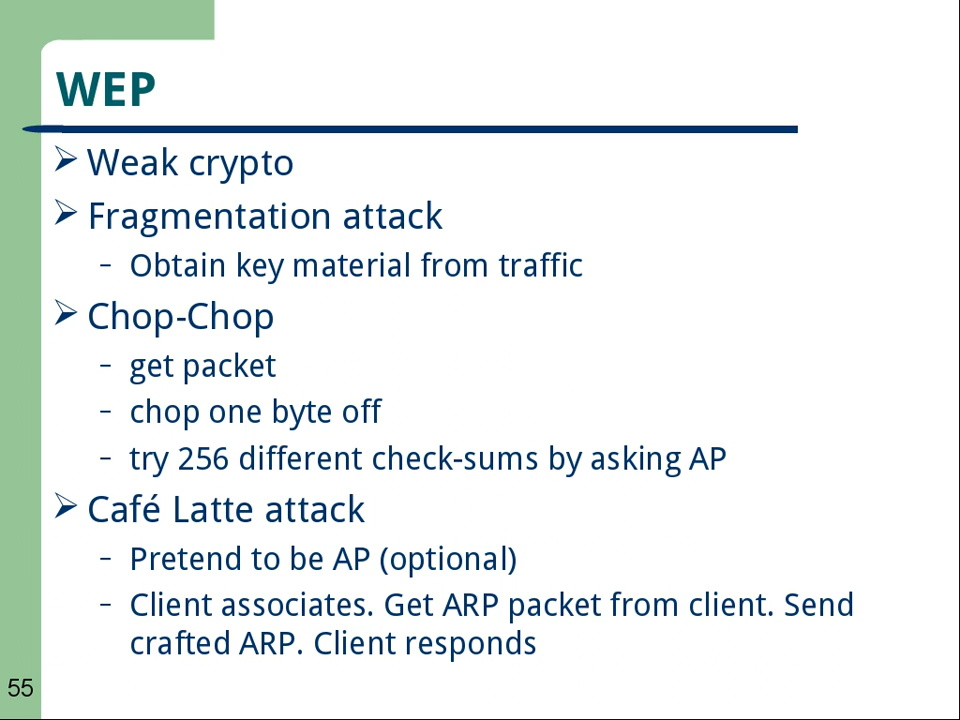 WEP
➢ Weak crypto
➢ Fragmentation attack
– Obtain key material from traffic
➢ Chop-Chop
– get packet
– chop one byte off
– try 256 different check-sums by asking AP
➢ Café Latte attack
– Pretend to be AP (optional)
– Client associates. Get ARP packet from client. Send
crafted ARP. Client responds
55